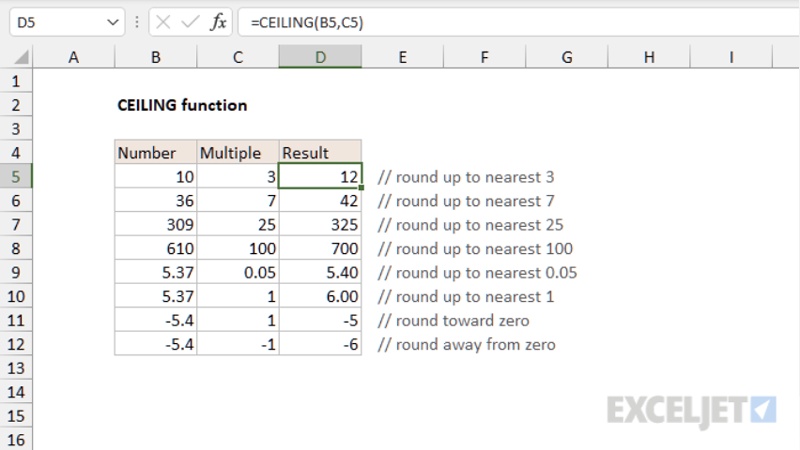 D5 fx =CEILING(B5,C5)
A B C D E F G H I
1
2 CEILING function
3
4 Number Multiple Result
5 10 3 12 // round up to nearest 3
6 36 7 42 // round up to nearest 7
7 309 25 325 // round up to nearest 25
8 610 100 700 // round up to nearest 100
9 5.37 0.05 5.40 // round up to nearest 0.05
10 5.37 1 6.00 // round up to nearest 1
11 -5.4 1 -5 // round toward zero
12 -5.4 -1 -6 // round away from zero
13
14
15 EXCELJET
16